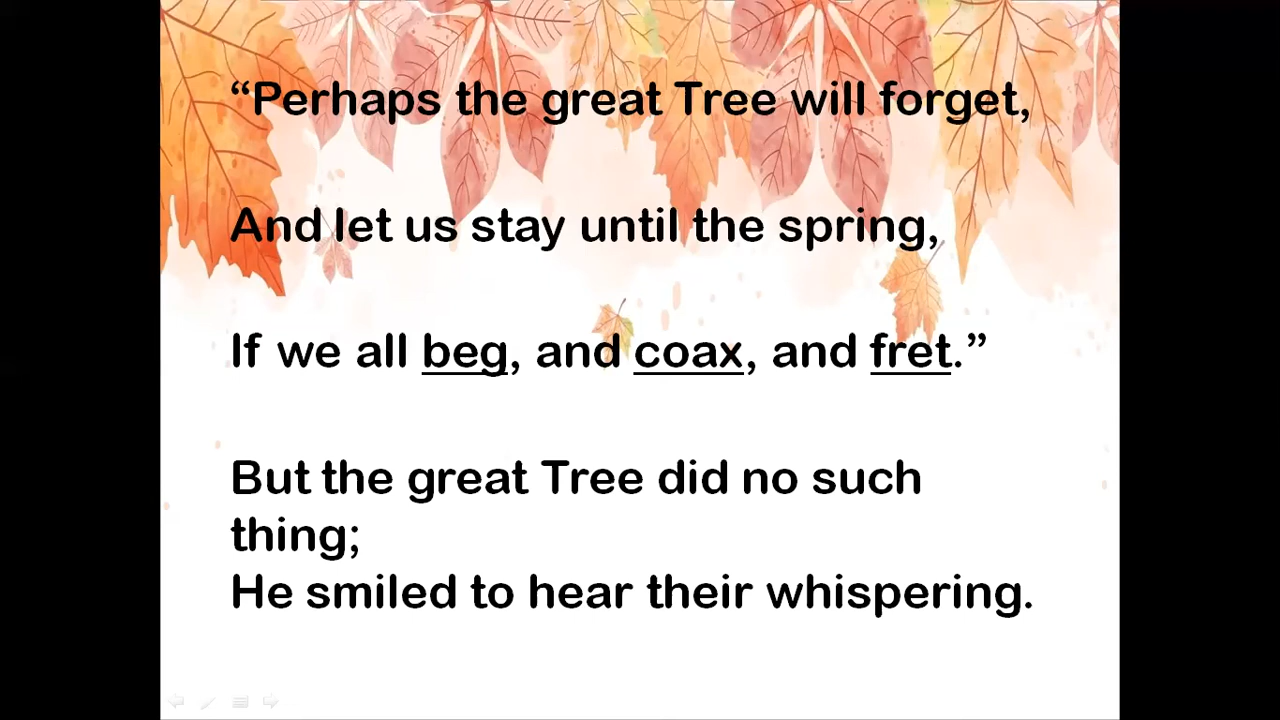 “Perhaps the great Tree will forget,
And let us stay until the spring,
If we all beg, and coax, and fret.”
But the great Tree did no such
thing;
He smiled to hear their whispering.